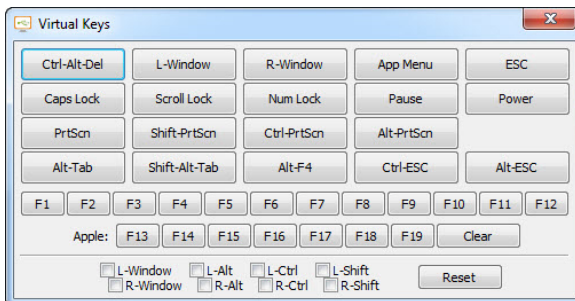 Virtual Keys
Ctrl-Alt-Del L-Window R-Window App Menu ESC
Caps Lock Scroll Lock Num Lock Pause Power
PrtScn Shift-PrtScn Ctrl-PrtScn Alt-PrtScn
Alt-Tab Shift-Alt-Tab Alt-F4 Ctrl-ESC Alt-ESC
F1 F2 F3 F4 F5 F6 F7 F8 F9 F10 F11 F12
Apple: F13 F14 F15 F16 F17 F18 F19 Clear
L-Window L-Alt L-Ctrl L-Shift
R-Window R-Alt R-Ctrl R-Shift
Reset